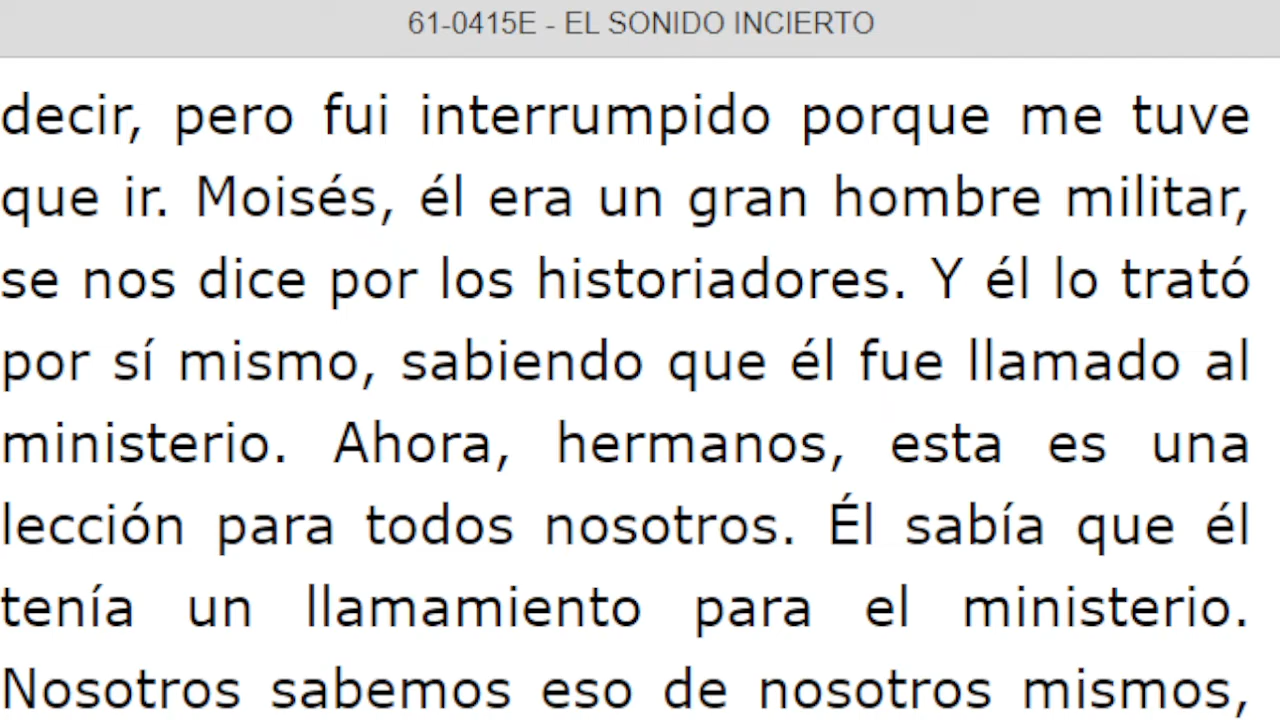 61-0415E - EL SONIDO INCIERTO
decir, pero fui interrumpido porque me tuve
que ir. Moisés, él era un gran hombre militar,
se nos dice por los historiadores. Y él lo trató
por sí mismo, sabiendo que él fue llamado al
ministerio. Ahora, hermanos, esta es una
lección para todos nosotros. Él sabía que él
tenía un llamamiento para el ministerio.
Nosotros sabemos eso de nosotros mismos,